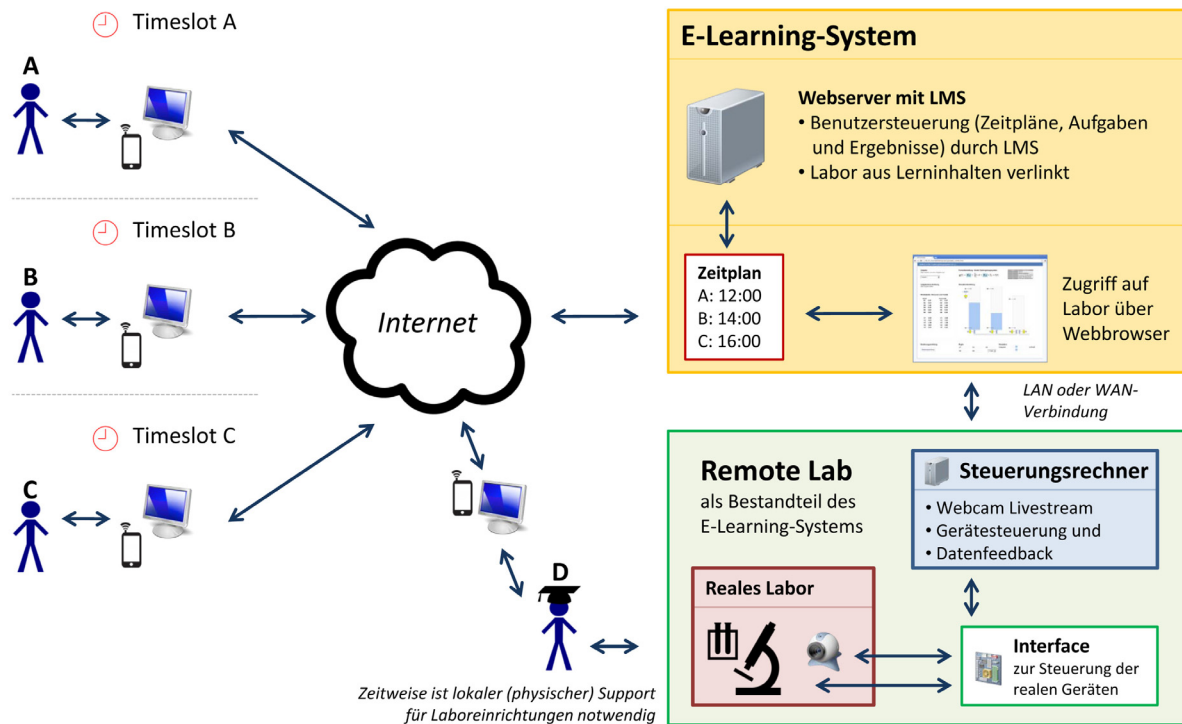 Timeslot A
A
Timeslot B
B
Timeslot C
C
Internet
D
Zeitweise ist lokaler (physischer) Support
für Laboreinrichtungen notwendig
E-Learning-System
Webserver mit LMS
• Benutzersteuerung (Zeitpläne, Aufgaben
und Ergebnisse) durch LMS
• Labor aus Lerninhalten verlinkt
Zeitplan
A: 12:00
B: 14:00
C: 16:00
Zugriff auf
Labor über
Webbrowser
LAN oder WAN-
Verbindung
Remote Lab
als Bestandteil des
E-Learning-Systems
Steuerungsrechner
• Webcam Livestream
• Gerätesteuerung und
• Datenfeedback
Reales Labor
Interface
zur Steuerung der
realen Geräten